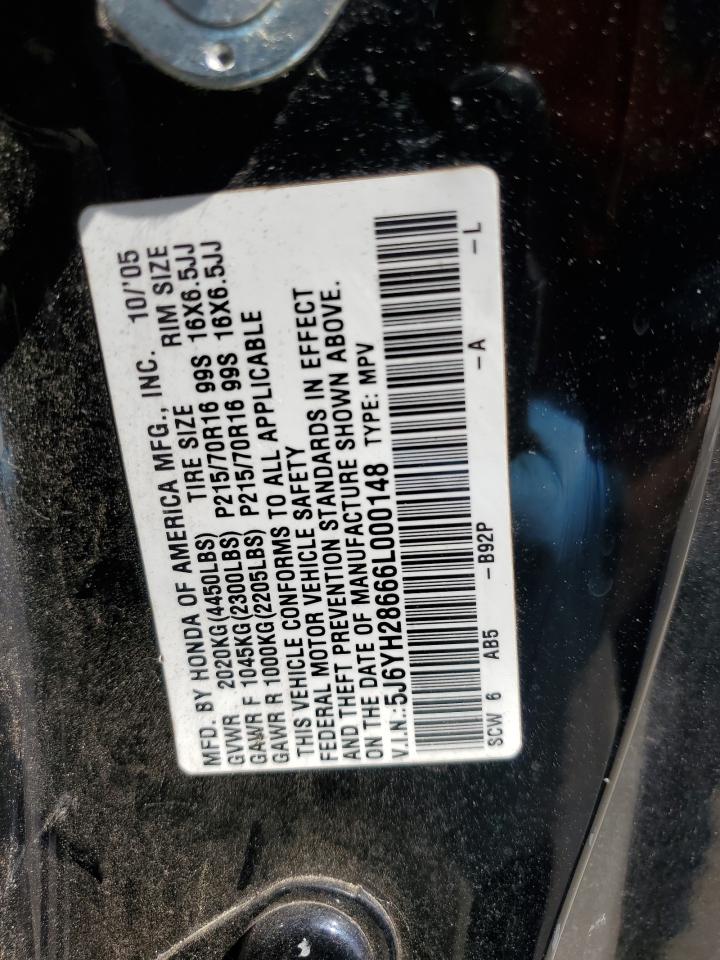 MFD. BY HONDA OF AMERICA MFG., INC. 10/'05
GVWR 2020KG(4450LBS) TIRE SIZE RIM SIZE
GAWR F 1045KG(2300LBS) P215/70R16 99S 16X6.5JJ
GAWR R 1000KG(2205LBS) P215/70R16 99S 16X6.5JJ
THIS VEHICLE CONFORMS TO ALL APPLICABLE
FEDERAL MOTOR VEHICLE SAFETY
AND THEFT PREVENTION STANDARDS IN EFFECT
ON THE DATE OF MANUFACTURE SHOWN ABOVE.
V.I.N.: 5J6YH28666L000148 TYPE: MPV
SCW 6 AB5 -B92P -A -L